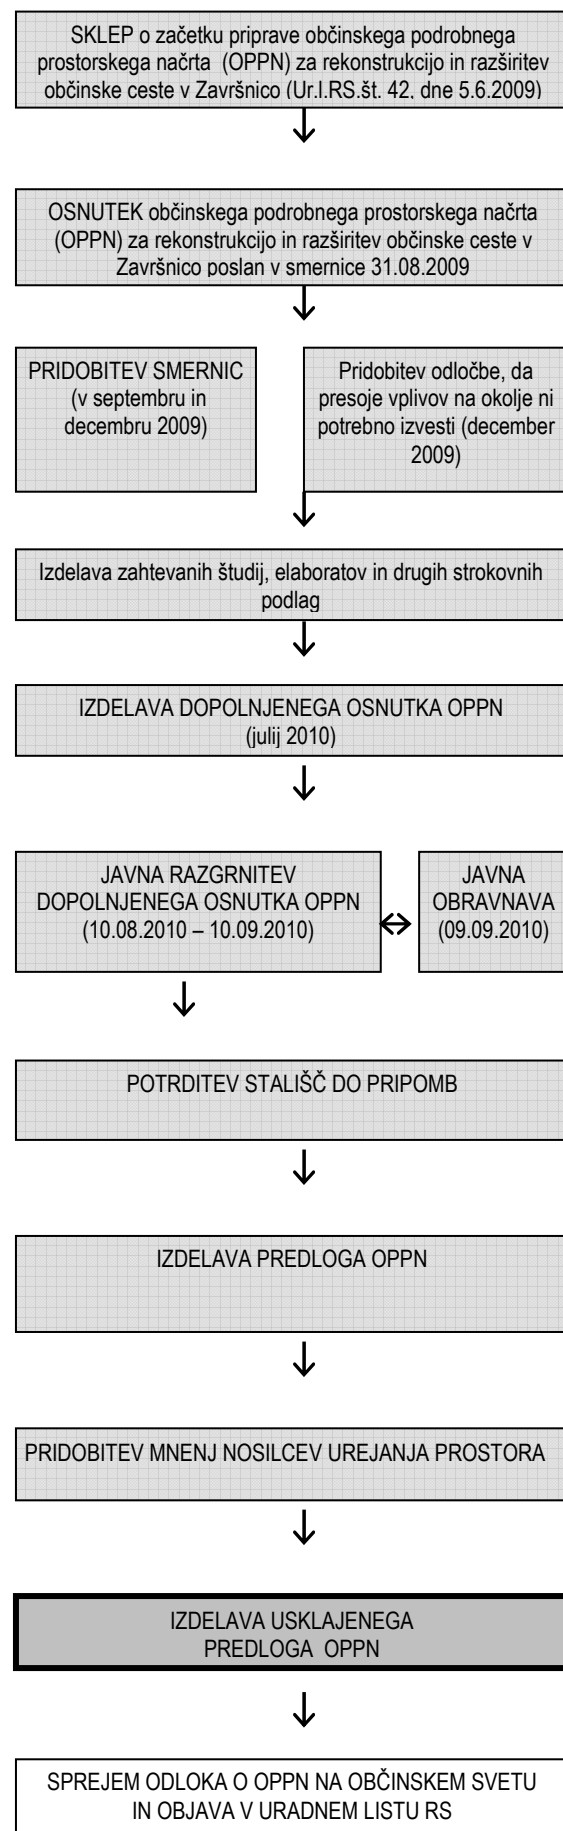 SKLEP o začetku priprave občinskega podrobnega
prostorskega načrta (OPPN) za rekonstrukcijo in razširitev
občinske ceste v Završnico (Ur.l.RS.št. 42, dne 5.6.2009)
OSNUTEK občinskega podrobnega prostorskega načrta
(OPPN) za rekonstrukcijo in razširitev občinske ceste v
Završnico poslan v smernice 31.08.2009
PRIDOBITEV SMERNIC
(v septembru in
decembru 2009)
Pridobitev odločbe, da
presoje vplivov na okolje ni
potrebno izvesti (december
2009)
Izdelava zahtevanih študij, elaboratov in drugih strokovnih
podlag
IZDELAVA DOPOLNJENEGA OSNUTKA OPPN
(julij 2010)
JAVNA RAZGRNITEV
DOPOLNJENEGA OSNUTKA OPPN
(10.08.2010 – 10.09.2010)
JAVNA
OBRAVNAVA
(09.09.2010)
POTRDITEV STALIŠČ DO PRIPOMB
IZDELAVA PREDLOGA OPPN
PRIDOBITEV MNENJ NOSILCEV UREJANJA PROSTORA
IZDELAVA USKLAJENEGA
PREDLOGA OPPN
SPREJEM ODLOKA O OPPN NA OBČINSKEM SVETU
IN OBJAVA V URADNEM LISTU RS